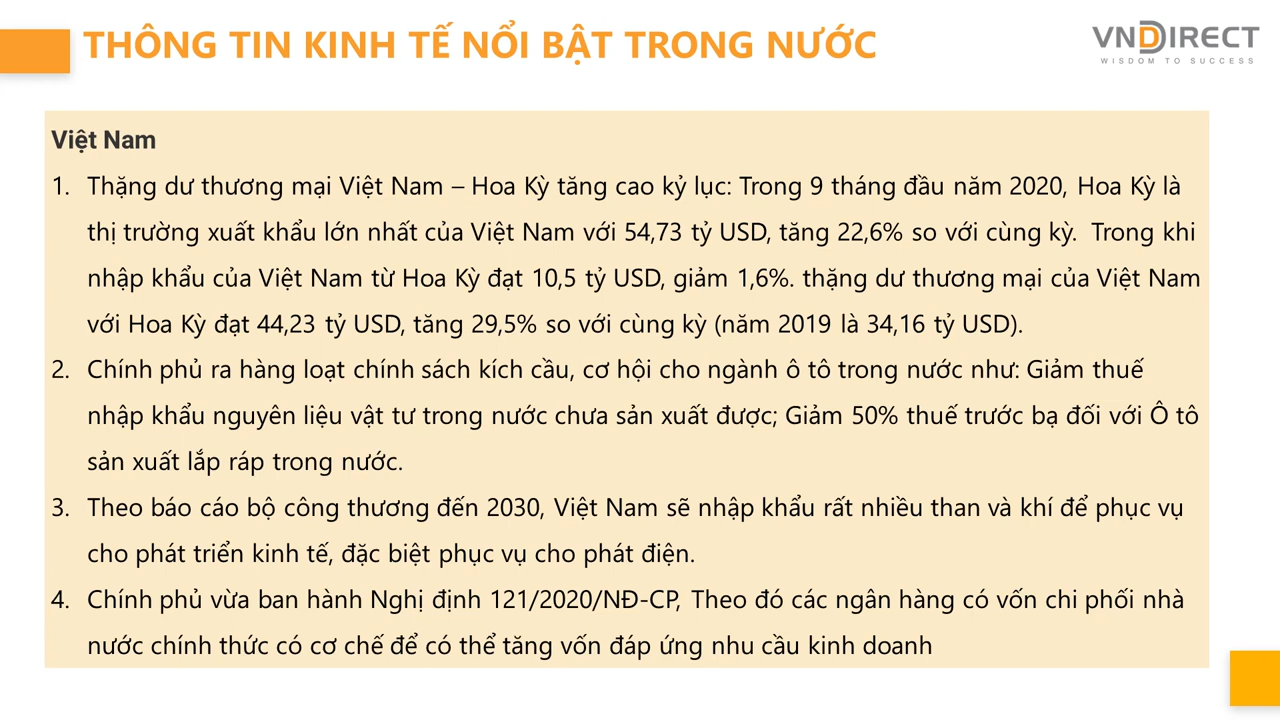 THÔNG TIN KINH TẾ NỔI BẬT TRONG NƯỚC
VNDIRECT
WISDOM TO SUCCESS
Việt Nam
1. Thặng dư thương mại Việt Nam – Hoa Kỳ tăng cao kỷ lục: Trong 9 tháng đầu năm 2020, Hoa Kỳ là
thị trường xuất khẩu lớn nhất của Việt Nam với 54,73 tỷ USD, tăng 22,6% so với cùng kỳ. Trong khi
nhập khẩu của Việt Nam từ Hoa Kỳ đạt 10,5 tỷ USD, giảm 1,6%. thặng dư thương mại của Việt Nam
với Hoa Kỳ đạt 44,23 tỷ USD, tăng 29,5% so với cùng kỳ (năm 2019 là 34,16 tỷ USD).
2. Chính phủ ra hàng loạt chính sách kích cầu, cơ hội cho ngành ô tô trong nước như: Giảm thuế
nhập khẩu nguyên liệu vật tư trong nước chưa sản xuất được; Giảm 50% thuế trước bạ đối với Ô tô
sản xuất lắp ráp trong nước.
3. Theo báo cáo bộ công thương đến 2030, Việt Nam sẽ nhập khẩu rất nhiều than và khí để phục vụ
cho phát triển kinh tế, đặc biệt phục vụ cho phát điện.
4. Chính phủ vừa ban hành Nghị định 121/2020/NĐ-CP, Theo đó các ngân hàng có vốn chi phối nhà
nước chính thức có cơ chế để có thể tăng vốn đáp ứng nhu cầu kinh doanh